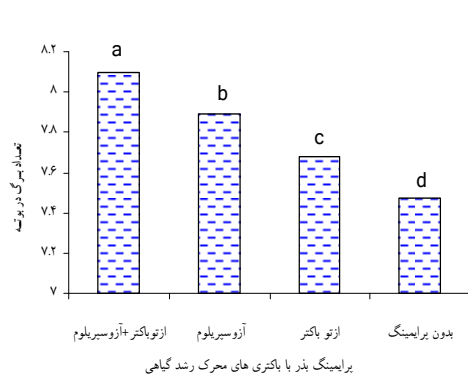 a
b
c
d
۸.۲
۸
۷.۸
۷.۶
۷.۴
۷.۲
۷
تعداد برگ در بوته
ازتوباکتر+آزوسپریلوم
آزوسپریلوم
ازتو باکتر
بدون پرایمینگ
پرایمینگ بذر با باکتری های محرک رشد گیاهی